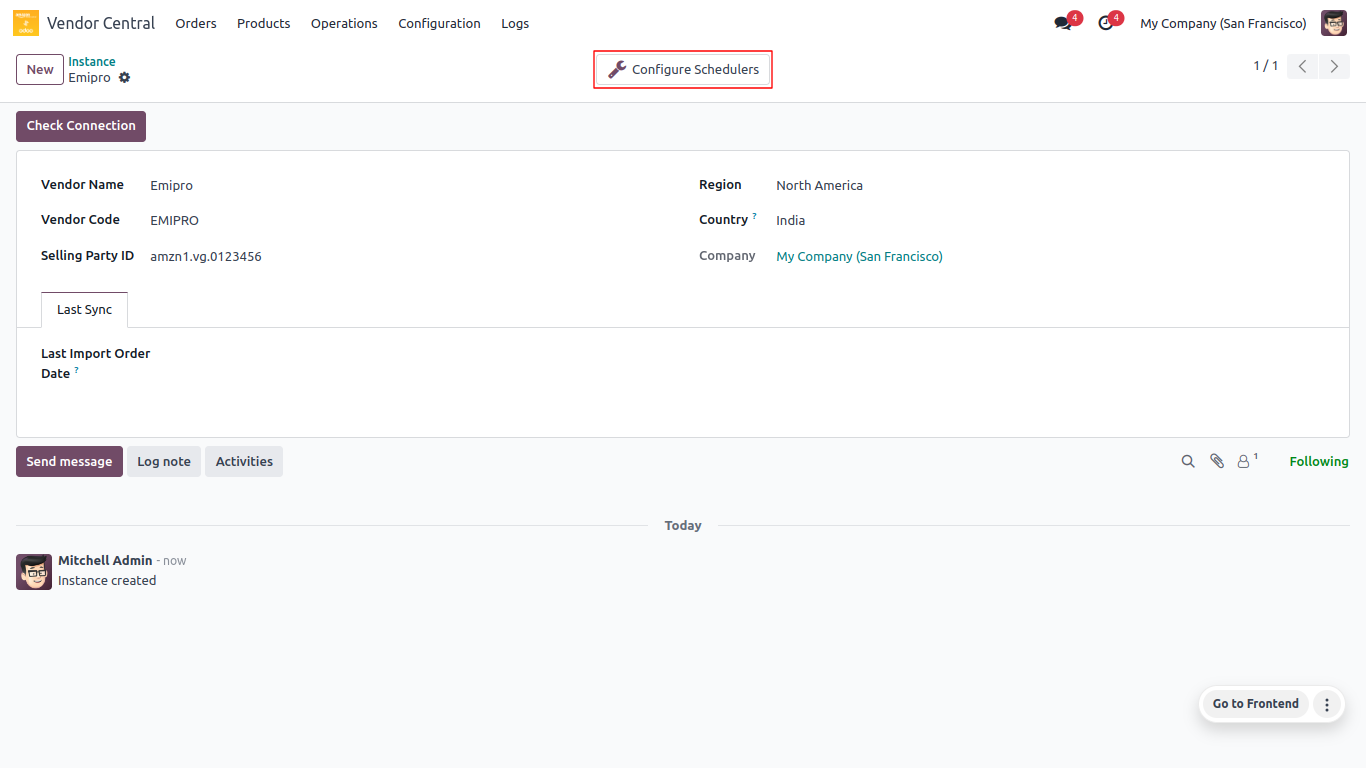 Vendor Central Orders Products Operations Configuration Logs 4 4 My Company (San Francisco)
New Instance Configure Schedulers 1 / 1
Emipro
Check Connection
Vendor Name Emipro Region North America
Vendor Code EMIPRO Country ? India
Selling Party ID amzn1.vg.0123456 Company My Company (San Francisco)
Last Sync
Last Import Order
Date ?
Send message Log note Activities 1 Following
Today
Mitchell Admin - now
Instance created
Go to Frontend